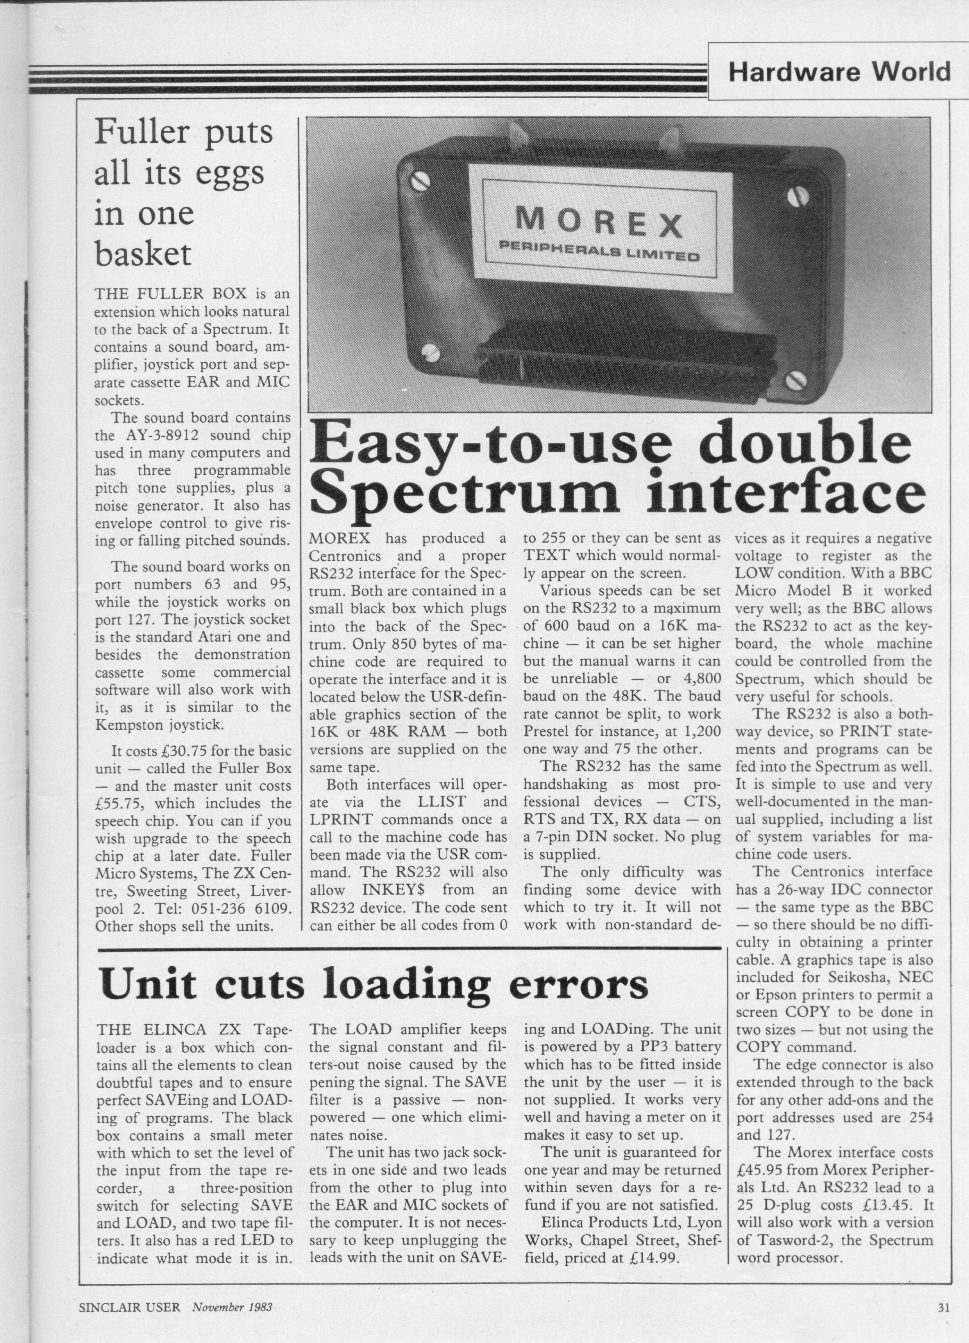 Hardware World
Fuller puts
all its eggs
in one
basket
THE FULLER BOX is an
extension which looks natural
to the back of a Spectrum. It
contains a sound board, am-
plifier, joystick port and sep-
arate cassette EAR and MIC
sockets.
The sound board contains
the AY-3-8912 sound chip
used in many computers and
has three programmable
pitch tone supplies, plus a
noise generator. It also has
envelope control to give ris-
ing or falling pitched sounds.
The sound board works on
port numbers 63 and 95,
while the joystick works on
port 127. The joystick socket
is the standard Atari one and
besides the demonstration
cassette some commercial
software will also work with
it, as it is similar to the
Kempston joystick.
It costs £30.75 for the basic
unit — called the Fuller Box
— and the master unit costs
£55.75, which includes the
speech chip. You can if you
wish upgrade to the speech
chip at a later date. Fuller
Micro Systems, The ZX Cen-
tre, Sweeting Street, Liver-
pool 2. Tel: 051-236 6109.
Other shops sell the units.
MOREX
PERIPHERALS LIMITED
Easy-to-use double
Spectrum interface
MOREX has produced a
Centronics and a proper
RS232 interface for the Spec-
trum. Both are contained in a
small black box which plugs
into the back of the Spec-
trum. Only 850 bytes of ma-
chine code are required to
operate the interface and it is
located below the USR-defin-
able graphics section of the
16K or 48K RAM — both
versions are supplied on the
same tape.
Both interfaces will oper-
ate via the LLIST and
LPRINT commands once a
call to the machine code has
been made via the USR com-
mand. The RS232 will also
allow INKEY$ from an
RS232 device. The code sent
can either be all codes from 0
to 255 or they can be sent as
TEXT which would normal-
ly appear on the screen.
Various speeds can be set
on the RS232 to a maximum
of 600 baud on a 16K ma-
chine — it can be set higher
but the manual warns it can
be unreliable — or 4,800
baud on the 48K. The baud
rate cannot be split, to work
Prestel for instance, at 1,200
one way and 75 the other.
The RS232 has the same
handshaking as most pro-
fessional devices — CTS,
RTS and TX, RX data — on
a 7-pin DIN socket. No plug
is supplied.
The only difficulty was
finding some device with
which to try it. It will not
work with non-standard de-
vices as it requires a negative
voltage to register as the
LOW condition. With a BBC
Micro Model B it worked
very well; as the BBC allows
the RS232 to act as the key-
board, the whole machine
could be controlled from the
Spectrum, which should be
very useful for schools.
The RS232 is also a both-
way device, so PRINT state-
ments and programs can be
fed into the Spectrum as well.
It is simple to use and very
well-documented in the man-
ual supplied, including a list
of system variables for ma-
chine code users.
The Centronics interface
has a 26-way IDC connector
— the same type as the BBC
— so there should be no diffi-
culty in obtaining a printer
cable. A graphics tape is also
included for Seikosha, NEC
or Epson printers to permit a
screen COPY to be done in
two sizes — but not using the
COPY command.
The edge connector is also
extended through to the back
for any other add-ons and the
port addresses used are 254
and 127.
The Morex interface costs
£45.95 from Morex Peripher-
als Ltd. An RS232 lead to a
25 D-plug costs £13.45. It
will also work with a version
of Tasword-2, the Spectrum
word processor.
Unit cuts loading errors
THE ELINCA ZX Tape-
loader is a box which con-
tains all the elements to clean
doubtful tapes and to ensure
perfect SAVEing and LOAD-
ing of programs. The black
box contains a small meter
with which to set the level of
the input from the tape re-
corder, a three-position
switch for selecting SAVE
and LOAD, and two tape fil-
ters. It also has a red LED to
indicate what mode it is in.
The LOAD amplifier keeps
the signal constant and fil-
ters-out noise caused by the
pening the signal. The SAVE
filter is a passive — non-
powered — one which elimi-
nates noise.
The unit has two jack sock-
ets in one side and two leads
from the other to plug into
the EAR and MIC sockets of
the computer. It is not neces-
sary to keep unplugging the
leads with the unit on SAVE-
ing and LOADing. The unit
is powered by a PP3 battery
which has to be fitted inside
the unit by the user — it is
not supplied. It works very
well and having a meter on it
makes it easy to set up.
The unit is guaranteed for
one year and may be returned
within seven days for a re-
fund if you are not satisfied.
Elinca Products Ltd, Lyon
Works, Chapel Street, Shef-
field, priced at £14.99.
SINCLAIR USER November 1983
31